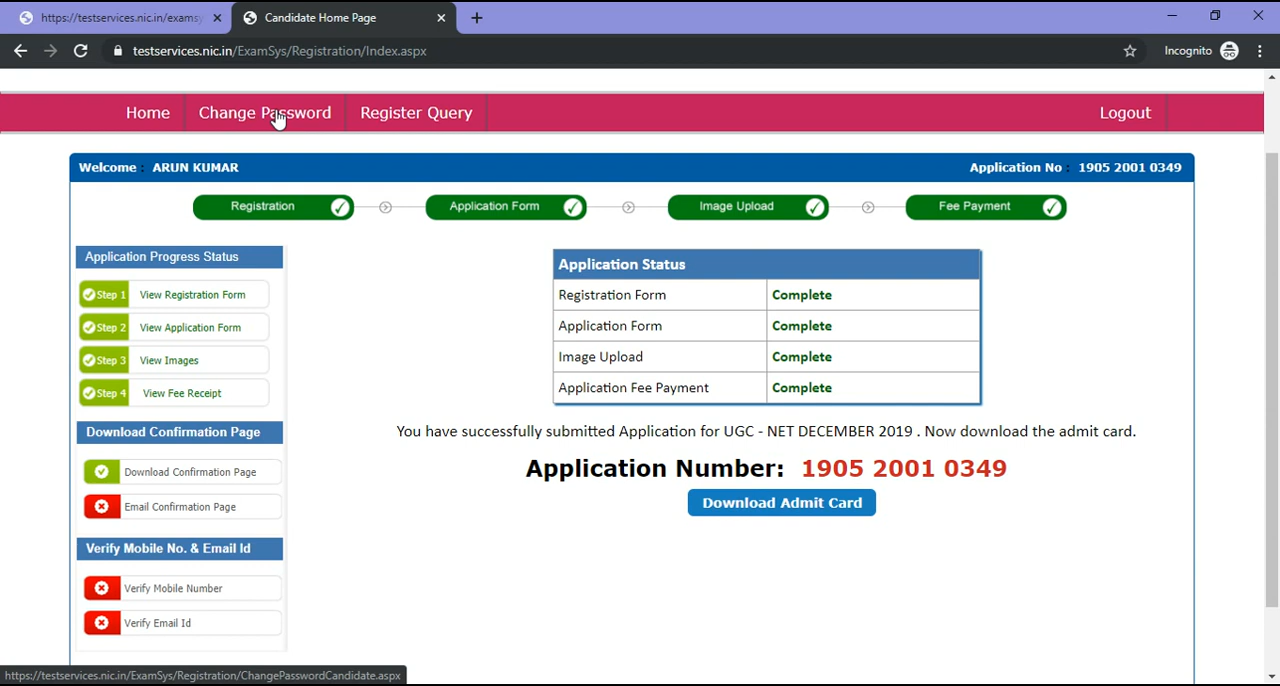 https://testservices.nic.in/examsy
Candidate Home Page
testservices.nic.in/ExamSys/Registration/Index.aspx
Incognito
Home
Change Password
Register Query
Logout
Welcome : ARUN KUMAR
Application No : 1905 2001 0349
Registration
Application Form
Image Upload
Fee Payment
Application Progress Status
Step 1 View Registration Form
Step 2 View Application Form
Step 3 View Images
Step 4 View Fee Receipt
Download Confirmation Page
Download Confirmation Page
Email Confirmation Page
Verify Mobile No. & Email Id
Verify Mobile Number
Verify Email Id
Application Status
Registration Form Complete
Application Form Complete
Image Upload Complete
Application Fee Payment Complete
You have successfully submitted Application for UGC - NET DECEMBER 2019 . Now download the admit card.
Application Number: 1905 2001 0349
Download Admit Card
https://testservices.nic.in/ExamSys/Registration/ChangePasswordCandidate.aspx